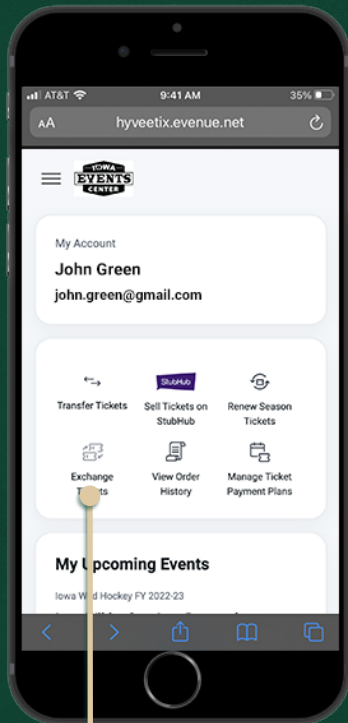 AT&T
9:41 AM
35%
AA
hyveetix.evenue.net
IOWA
EVENTS
CENTER
My Account
John Green
john.green@gmail.com
Transfer Tickets
StubHub
Sell Tickets on
StubHub
Renew Season
Tickets
Exchange
View Order
History
Manage Ticket
Payment Plans
My Upcoming Events
Iowa Wild Hockey FY 2022-23